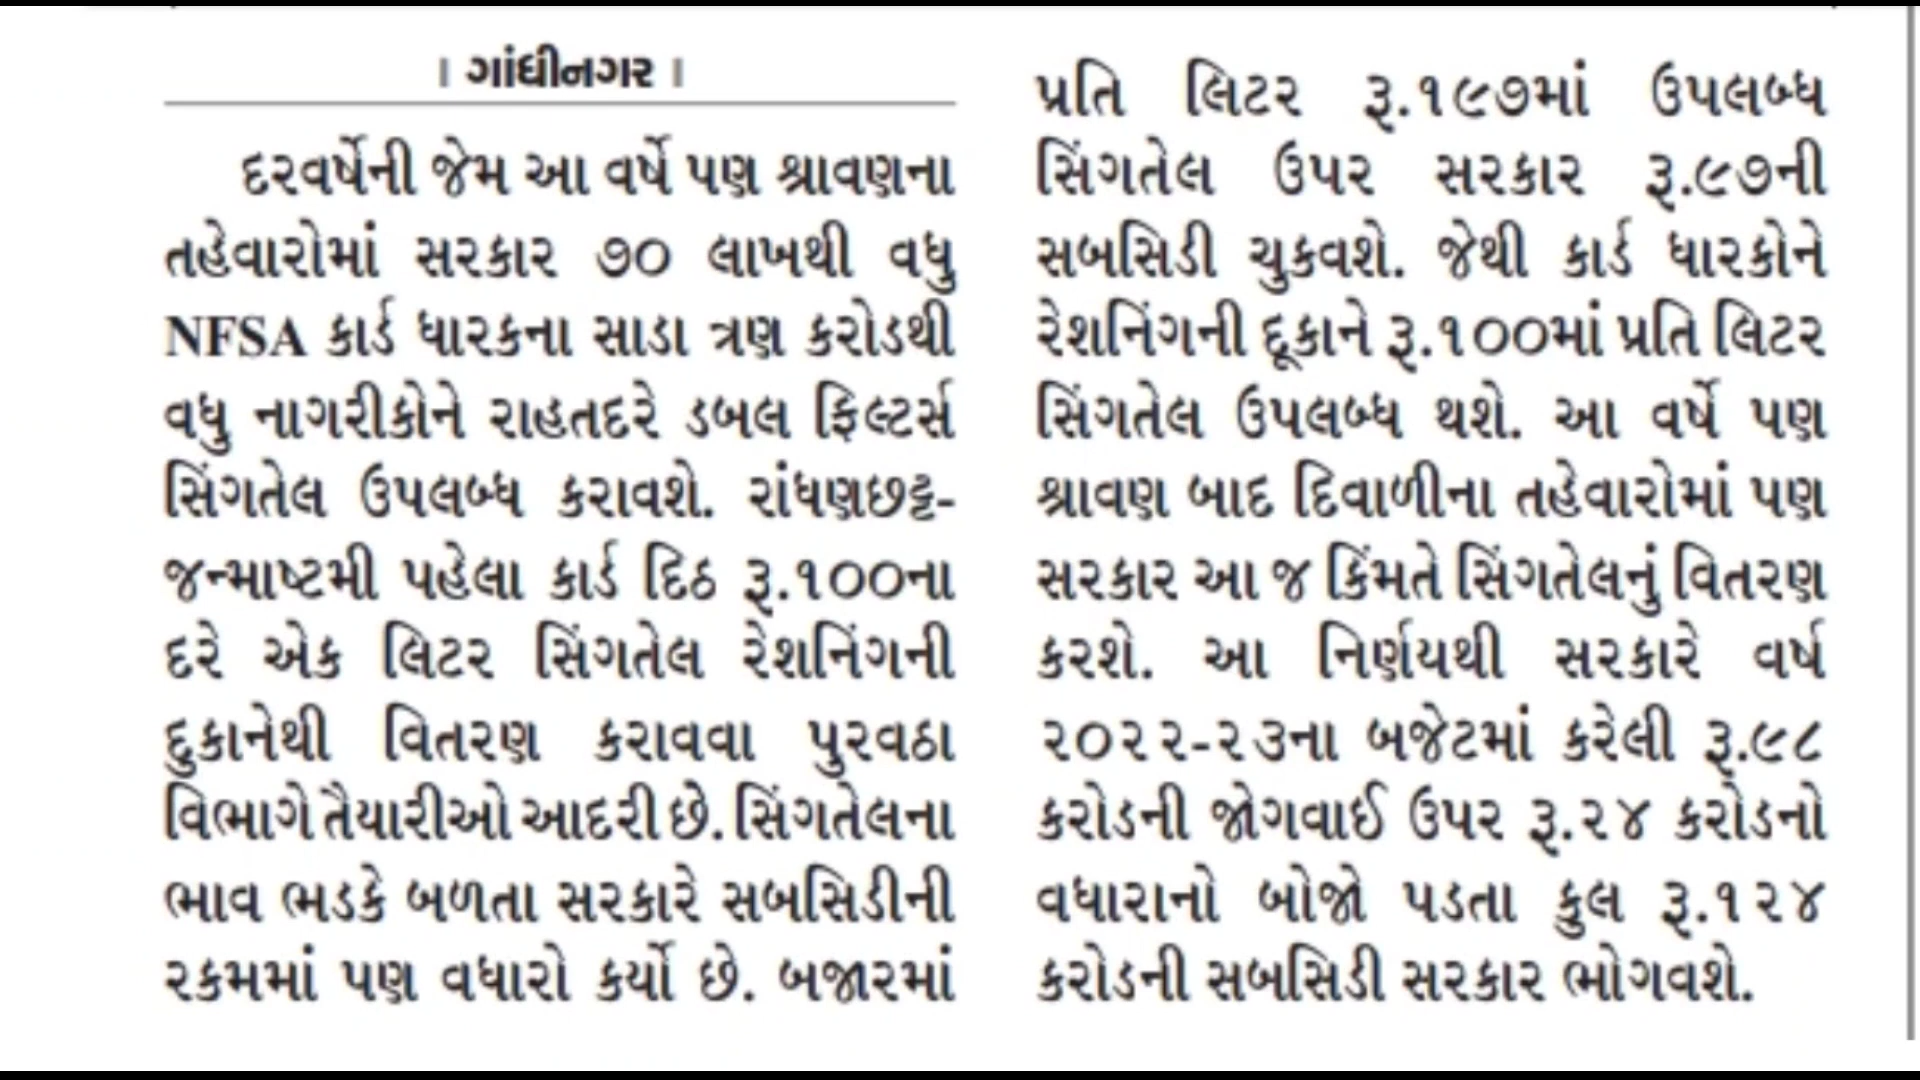 । ગાંધીનગર ।
દરવર્ષેની જેમ આ વર્ષે પણ શ્રાવણના
તહેવારોમાં સરકાર ૭૦ લાખથી વધુ
NFSA કાર્ડ ધારકના સાડા ત્રણ કરોડથી
વધુ નાગરીકોને રાહતદરે ડબલ ફિલ્ટર્સ
સિંગતેલ ઉપલબ્ધ કરાવશે. રાંધણછઠ્ઠ-
જન્માષ્ટમી પહેલા કાર્ડ દિઠ રૂ.૧૦૦ના
દરે એક લિટર સિંગતેલ રેશનિંગની
દુકાનેથી વિતરણ કરાવવા પુરવઠા
વિભાગે તૈયારીઓ આદરી છે. સિંગતેલના
ભાવ ભડકે બળતા સરકારે સબસિડીની
રકમમાં પણ વધારો કર્યો છે. બજારમાં
પ્રતિ લિટર રૂ.૧૯૭માં ઉપલબ્ધ
સિંગતેલ ઉપર સરકાર રૂ.૯૭ની
સબસિડી ચુકવશે. જેથી કાર્ડ ધારકોને
રેશનિંગની દૂકાને રૂ.૧૦૦માં પ્રતિ લિટર
સિંગતેલ ઉપલબ્ધ થશે. આ વર્ષે પણ
શ્રાવણ બાદ દિવાળીના તહેવારોમાં પણ
સરકાર આ જ કિંમતે સિંગતેલનું વિતરણ
કરશે. આ નિર્ણયથી સરકારે વર્ષ
૨૦૨૨-૨૩ના બજેટમાં કરેલી રૂ.૯૮
કરોડની જોગવાઈ ઉપર રૂ.૨૪ કરોડનો
વધારાનો બોજો પડતા કુલ રૂ.૧૨૪
કરોડની સબસિડી સરકાર ભોગવશે.